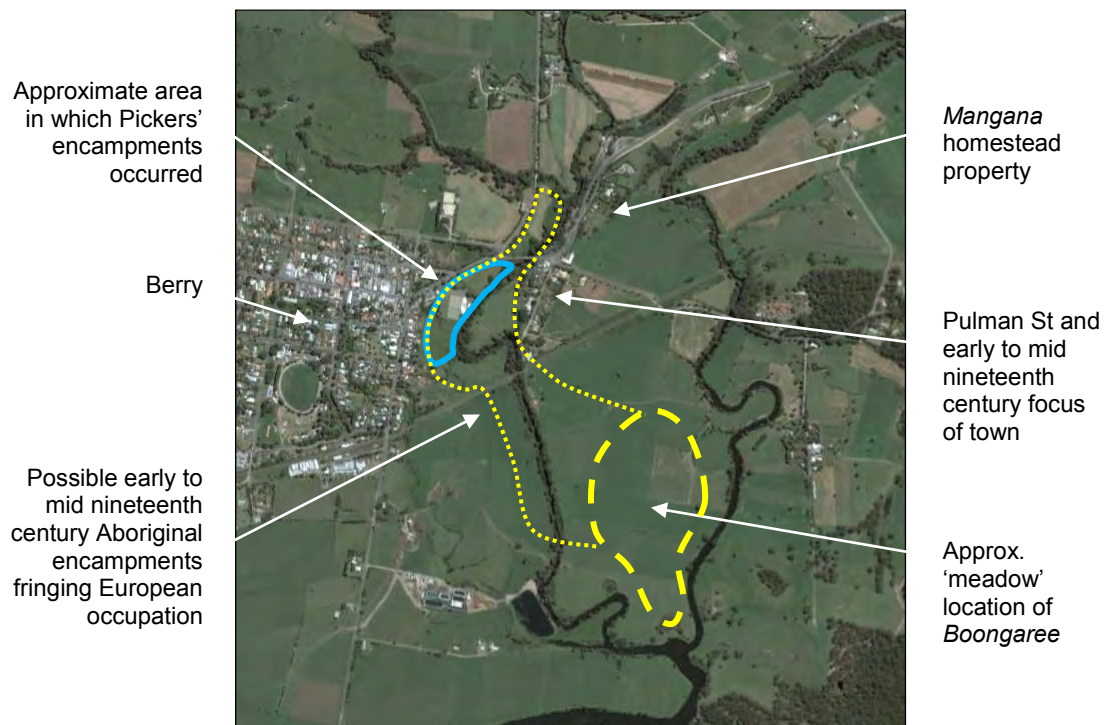 Approximate area
in which Pickers’
encampments
occurred
Berry
Possible early to
mid nineteenth
century Aboriginal
encampments
fringing European
occupation
Mangana
homestead
property
Pulman St and
early to mid
nineteenth
century focus
of town
Approx.
‘meadow’
location of
Boongaree